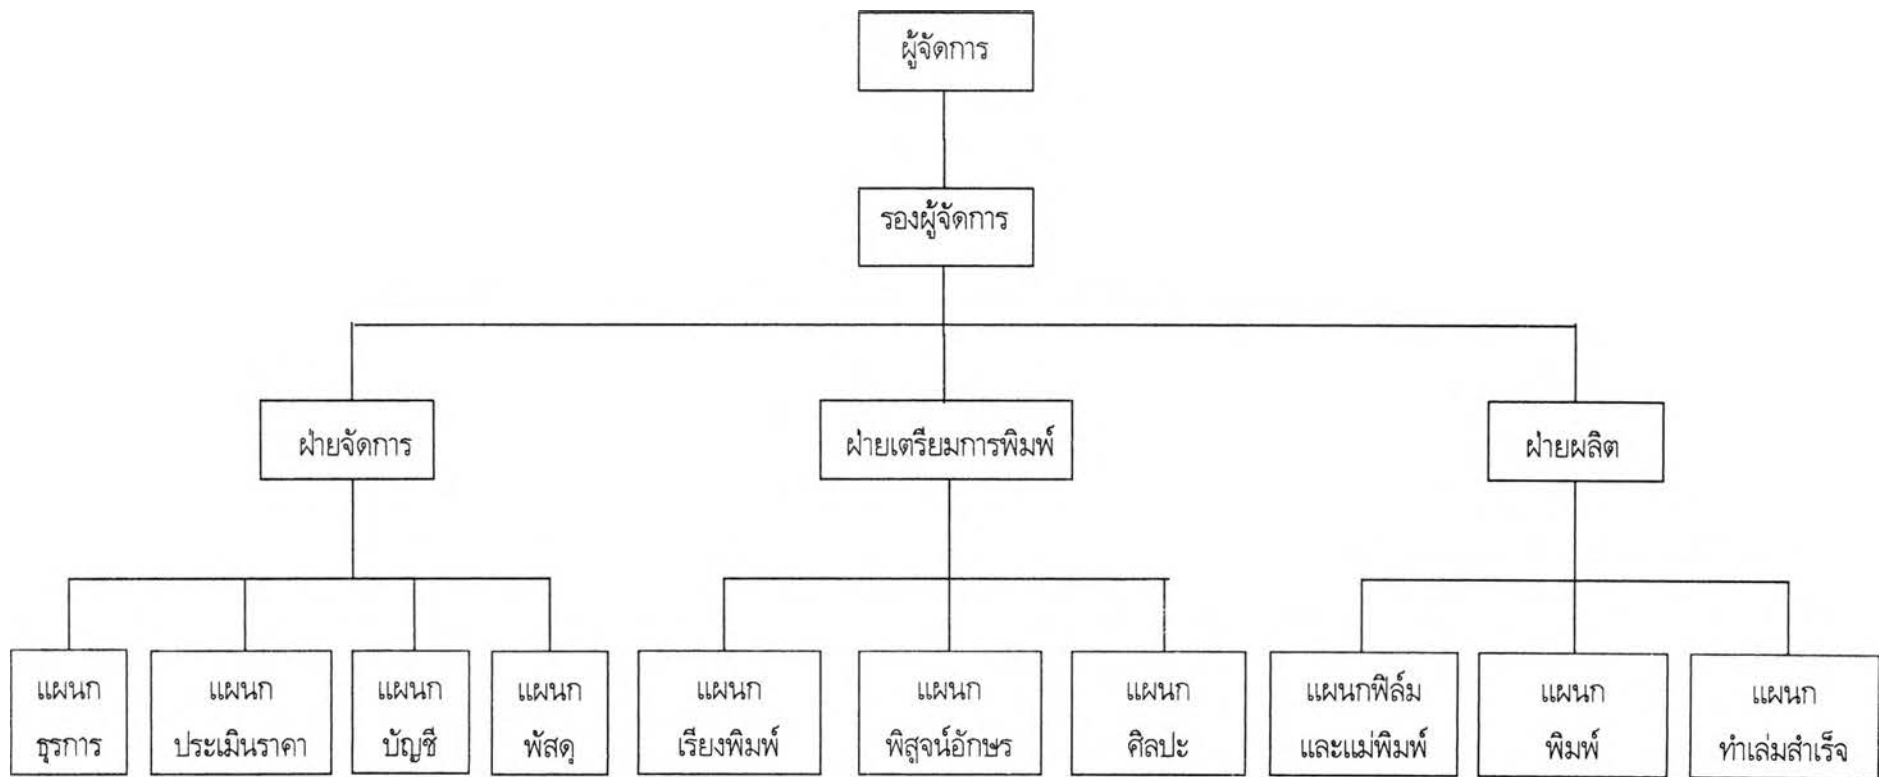 ผู้จัดการ
รองผู้จัดการ
ฝ่ายจัดการ
ฝ่ายเตรียมการพิมพ์
ฝ่ายผลิต
แผนก
ธุรการ
แผนก
ประเมินราคา
แผนก
บัญชี
แผนก
พัสดุ
แผนก
เรียงพิมพ์
แผนก
พิสูจน์อักษร
แผนก
ศิลปะ
แผนกฟิล์ม
และแม่พิมพ์
แผนก
พิมพ์
แผนก
ทำเล่มสำเร็จ